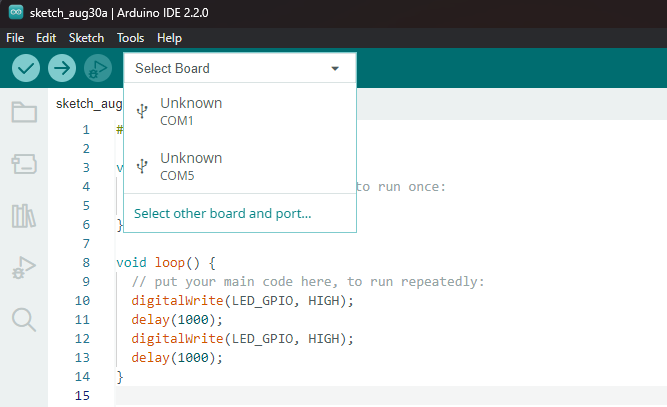 sketch_aug30a | Arduino IDE 2.2.0
File Edit Sketch Tools Help
Select Board
Unknown
COM1
Unknown
COM5
Select other board and port...
sketch_aug
1 #
2
3 v
4 to run once:
5
6 }
7
8 void loop() {
9 // put your main code here, to run repeatedly:
10 digitalWrite(LED_GPIO, HIGH);
11 delay(1000);
12 digitalWrite(LED_GPIO, HIGH);
13 delay(1000);
14 }
15